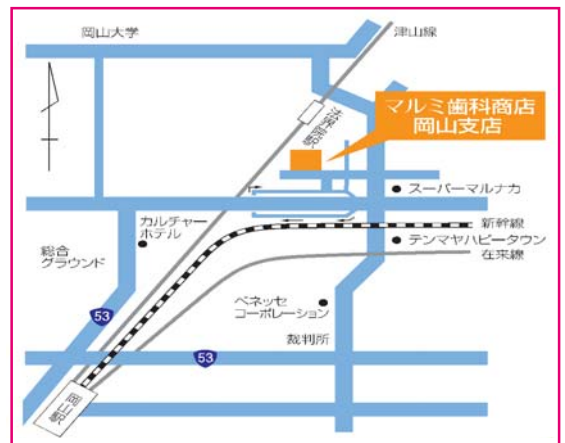 岡山大学
津山線
マルミ歯科商店
岡山支店
法界院駅
スーパーマルナカ
カルチャー
ホテル
新幹線
総合
グラウンド
テンマヤハピータウン
在来線
ベネッセ
コーポレーション
53
裁判所
53
岡山駅